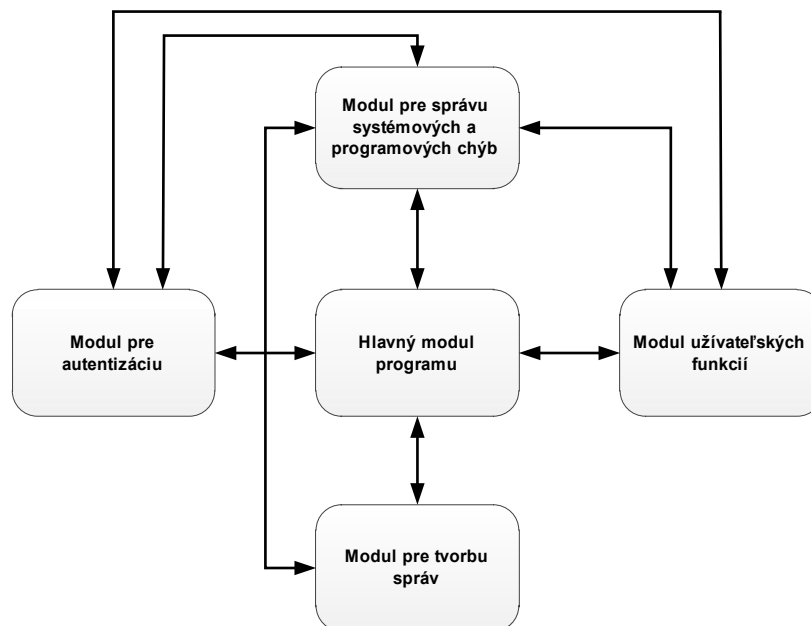 Modul pre správu
systémových a
programových chýb
Modul pre
autentizáciu
Hlavný modul
programu
Modul užívateľských
funkcií
Modul pre tvorbu
správ